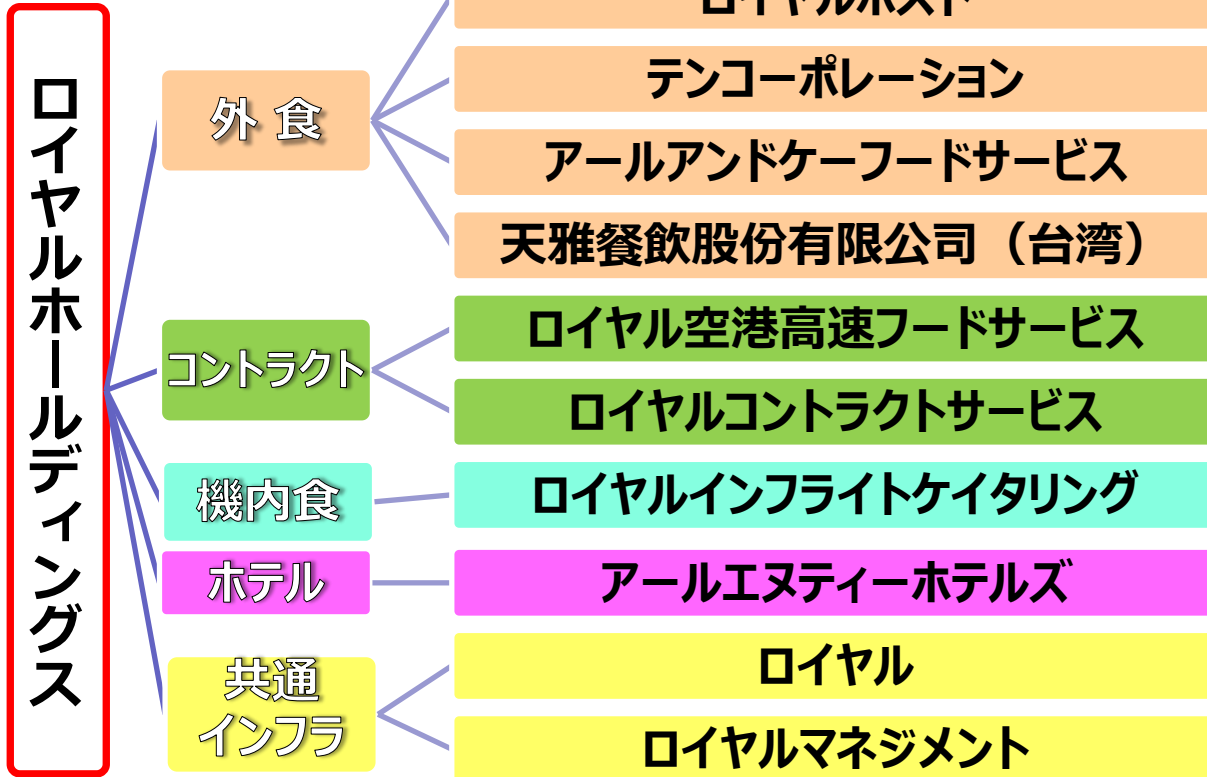 ロイヤルホールディングス
外 食
ロイヤルホスト
テンコーポレーション
アールアンドケーフードサービス
天雅餐飲股份有限公司（台湾）
コントラクト
ロイヤル空港高速フードサービス
ロイヤルコントラクトサービス
機内食
ロイヤルインフライトケイタリング
ホテル
アールエヌティーホテルズ
共通
インフラ
ロイヤル
ロイヤルマネジメント